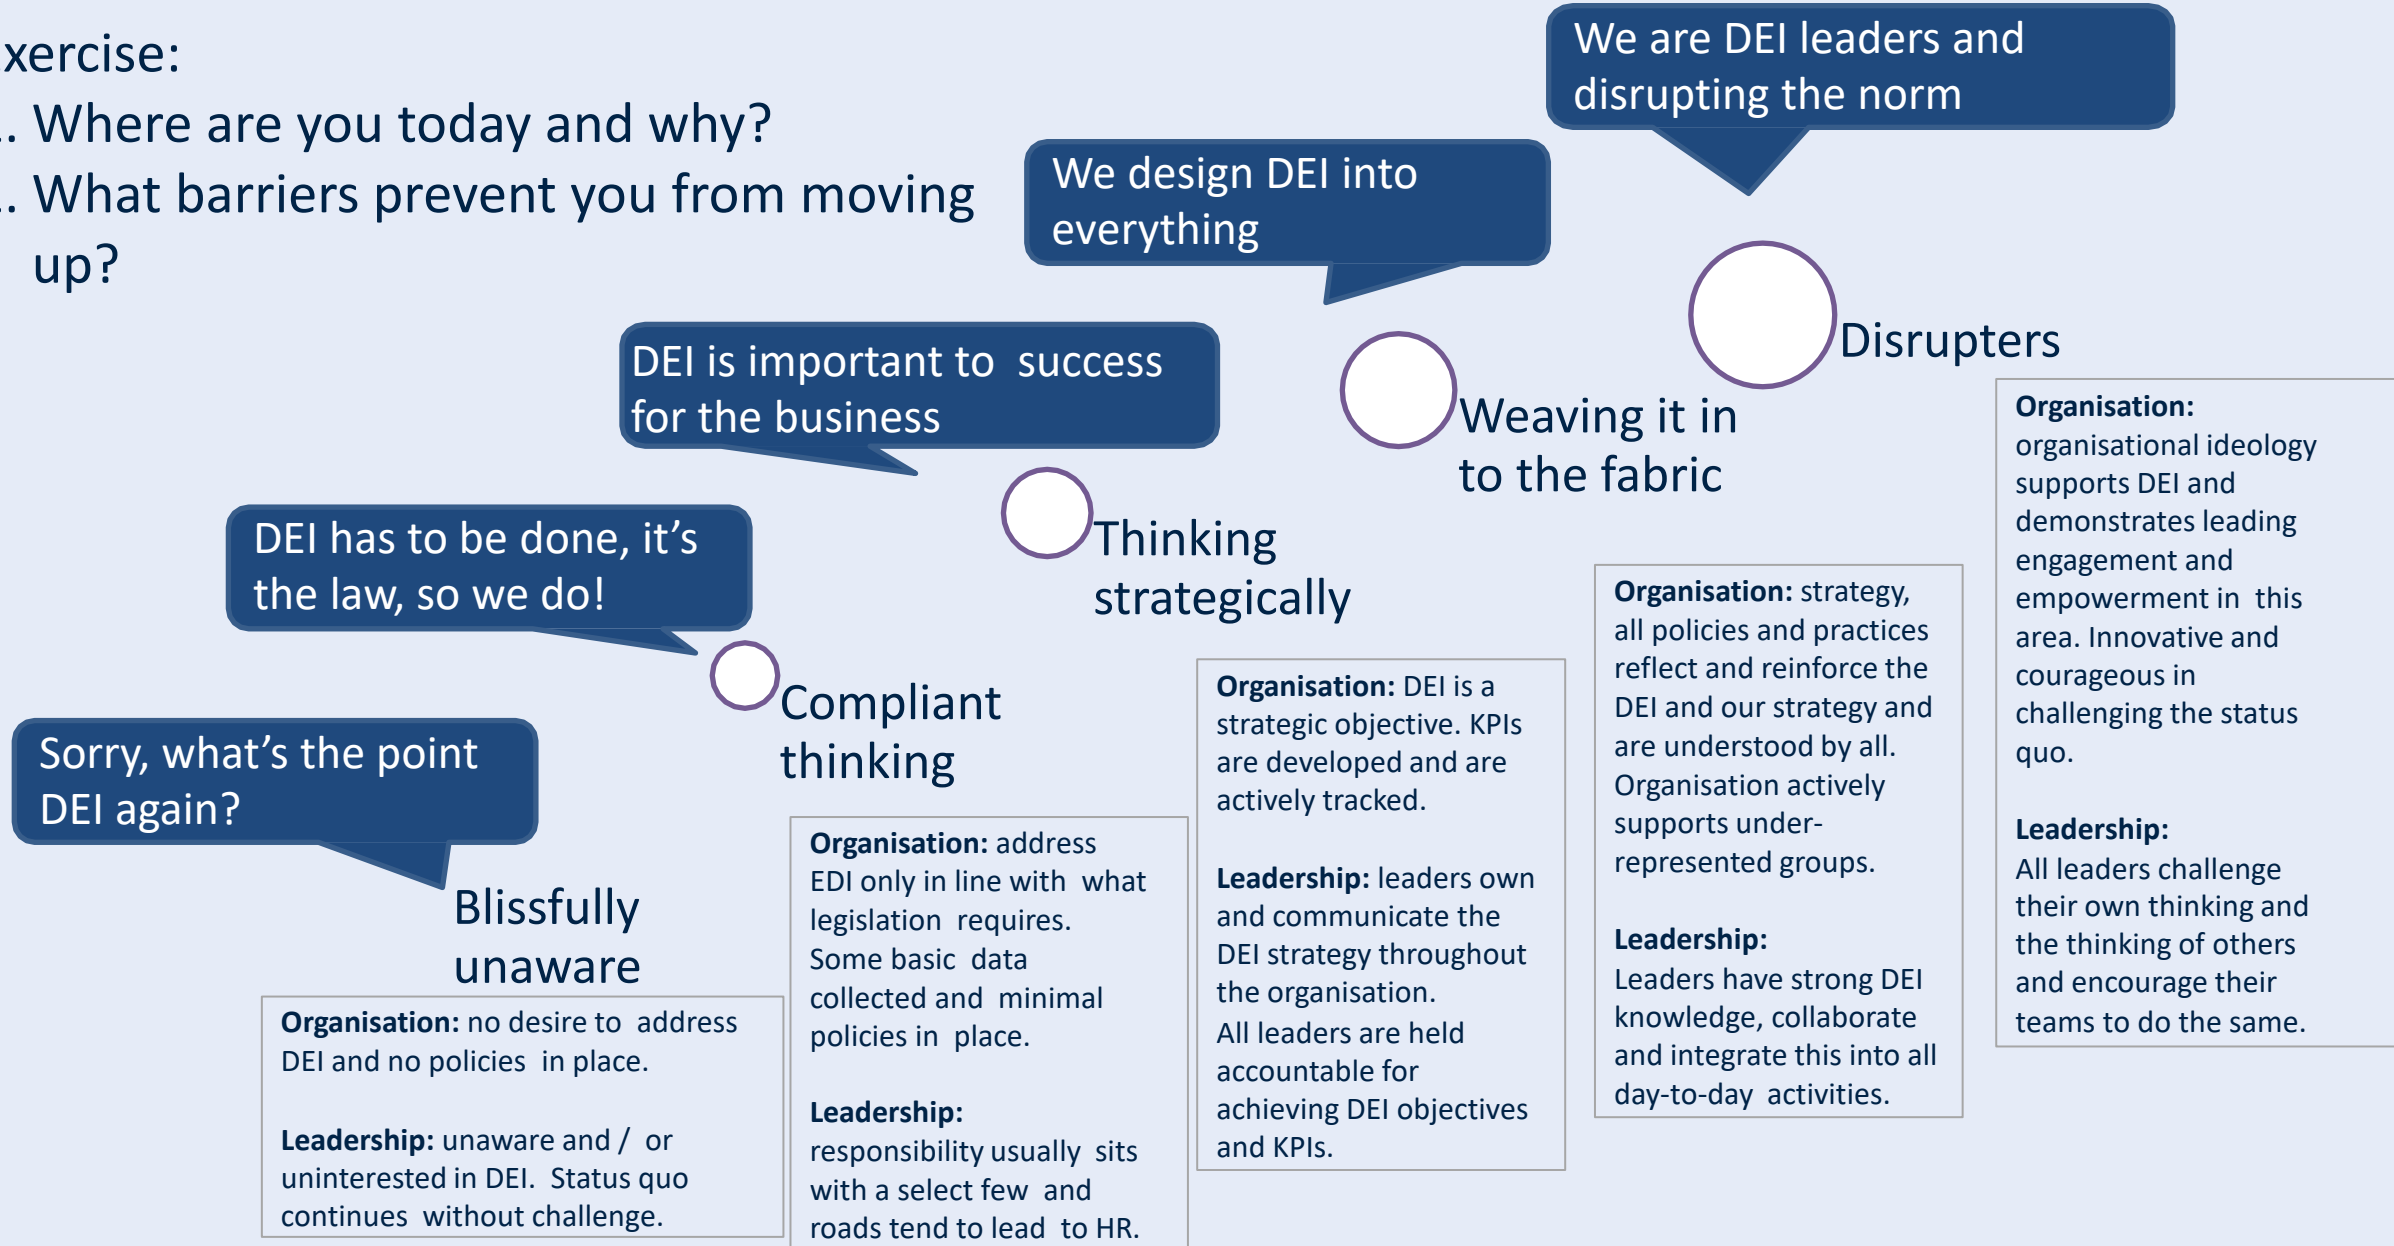 xercise:
. Where are you today and why?
. What barriers prevent you from moving
up?
We are DEI leaders and
disrupting the norm
We design DEI into
everything
DEI is important to success
for the business
DEI has to be done, it’s
the law, so we do!
Sorry, what’s the point
DEI again?
Blissfully
unaware
Organisation: no desire to address
DEI and no policies in place.
Leadership: unaware and / or
uninterested in DEI. Status quo
continues without challenge.
Compliant
thinking
Organisation: address
EDI only in line with what
legislation requires.
Some basic data
collected and minimal
policies in place.
Leadership:
responsibility usually sits
with a select few and
roads tend to lead to HR.
Thinking
strategically
Organisation: DEI is a
strategic objective. KPIs
are developed and are
actively tracked.
Leadership: leaders own
and communicate the
DEI strategy throughout
the organisation.
All leaders are held
accountable for
achieving DEI objectives
and KPIs.
Weaving it in
to the fabric
Organisation: strategy,
all policies and practices
reflect and reinforce the
DEI and our strategy and
are understood by all.
Organisation actively
supports under-
represented groups.
Leadership:
Leaders have strong DEI
knowledge, collaborate
and integrate this into all
day-to-day activities.
Disrupters
Organisation:
organisational ideology
supports DEI and
demonstrates leading
engagement and
empowerment in this
area. Innovative and
courageous in
challenging the status
quo.
Leadership:
All leaders challenge
their own thinking and
the thinking of others
and encourage their
teams to do the same.